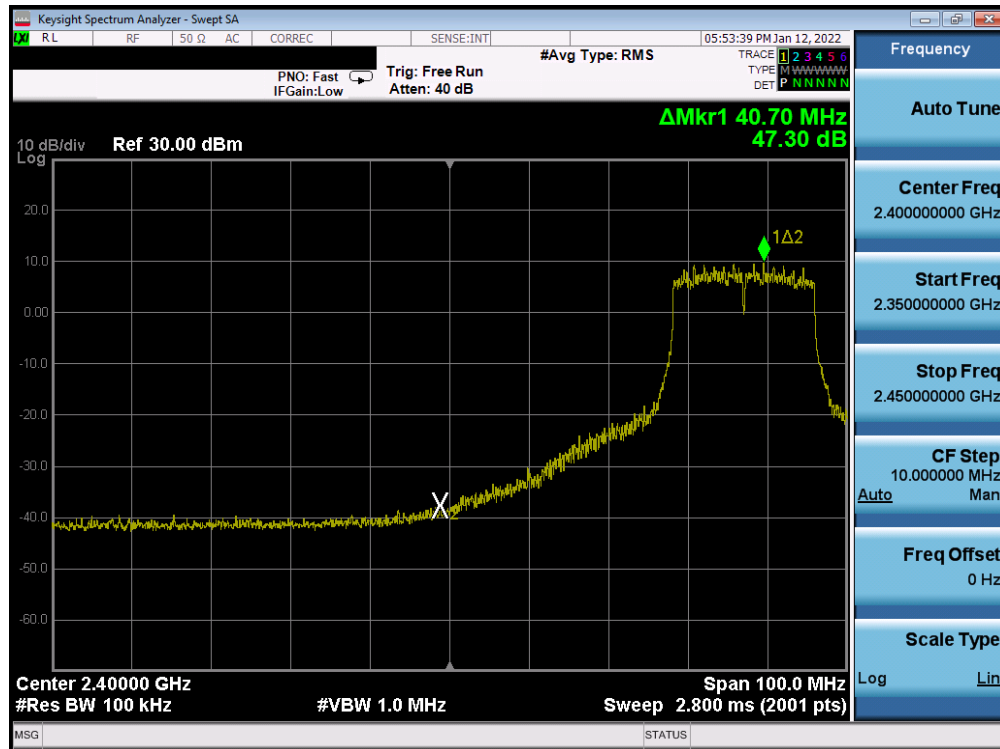 Keysight Spectrum Analyzer - Swept SA
LXI RL RF 50 Ω AC CORREC SENSE:INT 05:53:39 PM Jan 12, 2022
#Avg Type: RMS
TRACE 1 2 3 4 5 6
PNO: Fast Trig: Free Run
TYPE M W W W W W
IFGain:Low Atten: 40 dB
DET P N N N N N
ΔMkr1 40.70 MHz
47.30 dB
10 dB/div Ref 30.00 dBm
Log
20.0
10.0
0.00
-10.0
-20.0
-30.0
-40.0
-50.0
-60.0
1Δ2
X2
Center 2.40000 GHz Span 100.0 MHz
#Res BW 100 kHz #VBW 1.0 MHz Sweep 2.800 ms (2001 pts)
MSG STATUS
Frequency
Auto Tune
Center Freq
2.400000000 GHz
Start Freq
2.350000000 GHz
Stop Freq
2.450000000 GHz
CF Step
10.000000 MHz
Auto Man
Freq Offset
0 Hz
Scale Type
Log Lin